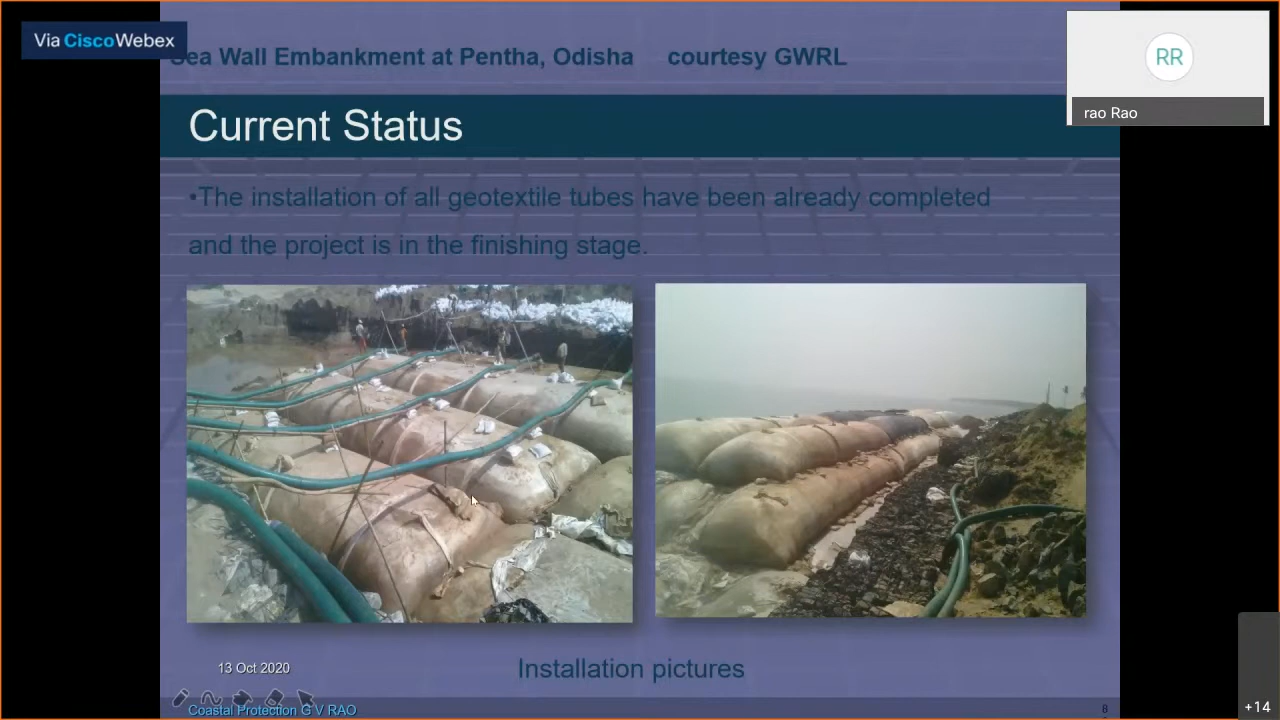 Via Cisco Webex
Sea Wall Embankment at Pentha, Odisha courtesy GWRL
RR
rao Rao
Current Status
•The installation of all geotextile tubes have been already completed
and the project is in the finishing stage.
13 Oct 2020
Installation pictures
Coastal Protection G V RAO
8
+14